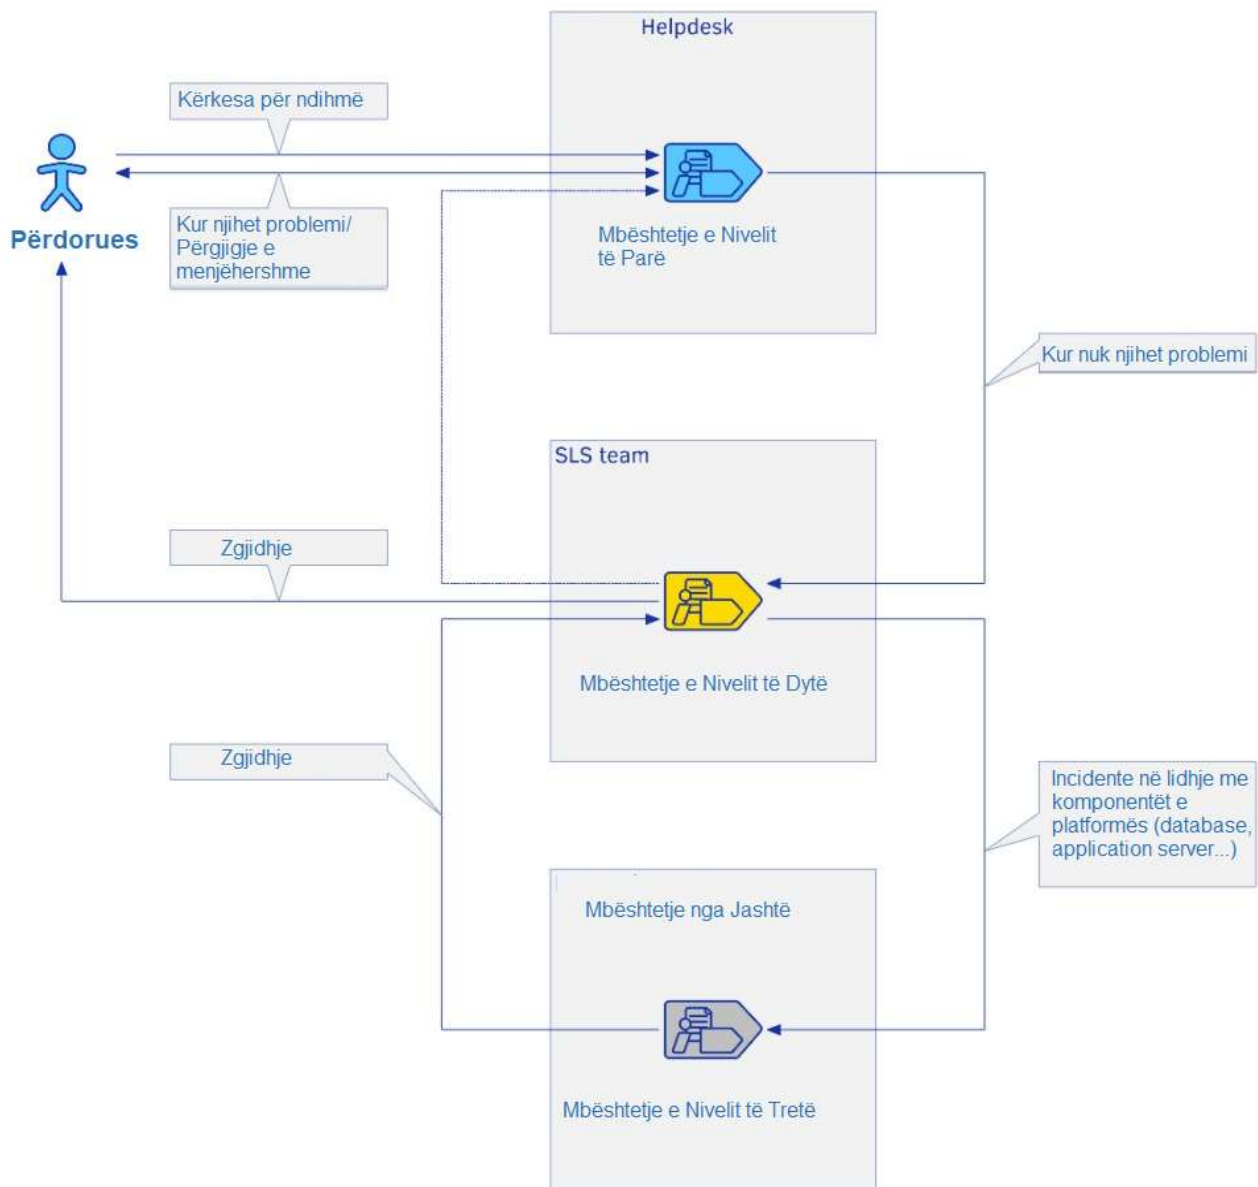 Helpdesk
Kërkesa për ndihmë
Përdorues
Kur njihet problemi/
Përgjigje e
menjëhershme
Mbështetje e Nivelit
të Parë
Kur nuk njihet problemi
SLS team
Zgjidhje
Mbështetje e Nivelit të Dytë
Zgjidhje
Incidente në lidhje me
komponentët e
platformës (database,
application server...)
Mbështetje nga Jashtë
Mbështetje e Nivelit të Tretë